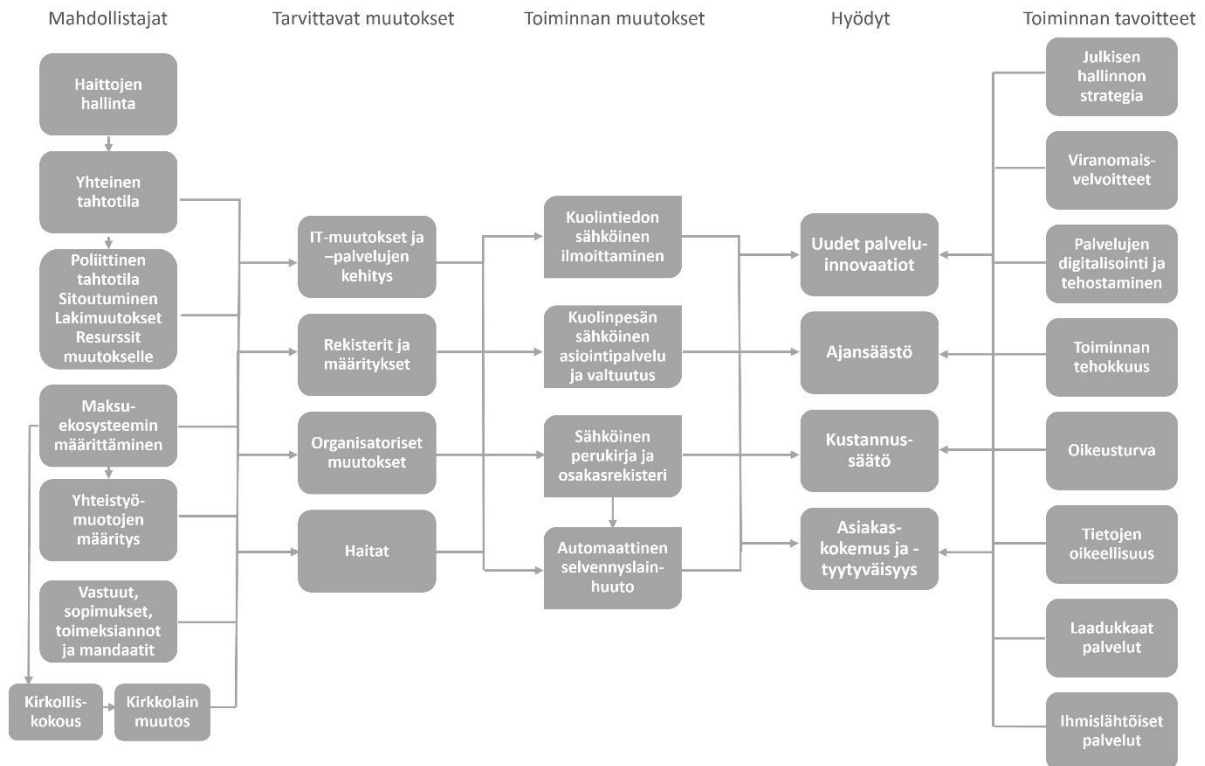 Mahdollistajat
Tarvittavat muutokset
Toiminnan muutokset
Hyödyt
Toiminnan tavoitteet
Haittojen
hallinta
Yhteinen
tahtotila
Poliittinen
tahtotila
Sitoutuminen
Lakimuutokset
Resurssit
muutokselle
Maksu-
ekosysteemin
määrittäminen
Yhteistyö-
muotojen
määritys
Vastuut,
sopimukset,
toimeksiannot
ja mandaatit
Kirkollis-
kokous
Kirkkolain
muutos
IT-muutokset ja
–palvelujen
kehitys
Rekisterit ja
määritykset
Organisatoriset
muutokset
Haitat
Kuolintiedon
sähköinen
ilmoittaminen
Kuolinpesän
sähköinen
asiointipalvelu
ja valtuutus
Sähköinen
perukirja ja
osakasrekisteri
Automaattinen
selvennyslain-
huuto
Uudet palvelu-
innovaatiot
Ajansäästö
Kustannus-
säätö
Asiakas-
kokemus ja -
tyytyväisyys
Julkisen
hallinnon
strategia
Viranomais-
velvoitteet
Palvelujen
digitalisointi ja
tehostaminen
Toiminnan
tehokkuus
Oikeusturva
Tietojen
oikeellisuus
Laadukkaat
palvelut
Ihmislähtöiset
palvelut